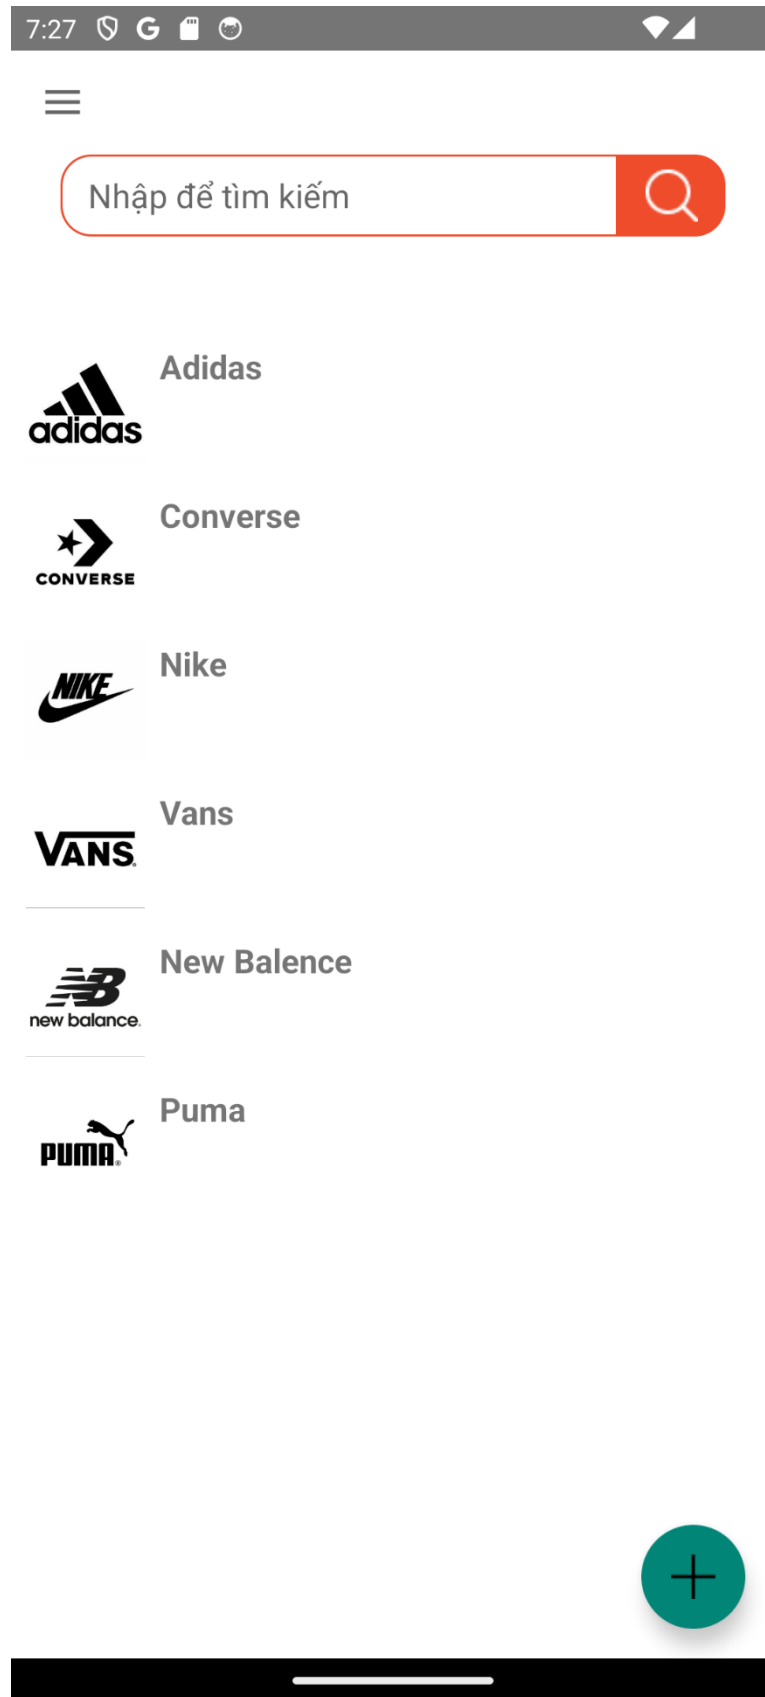 7:27
Nhập để tìm kiếm
Adidas
adidas
Converse
CONVERSE
Nike
NIKE
Vans
VANS
New Balence
new balance
Puma
PUMA